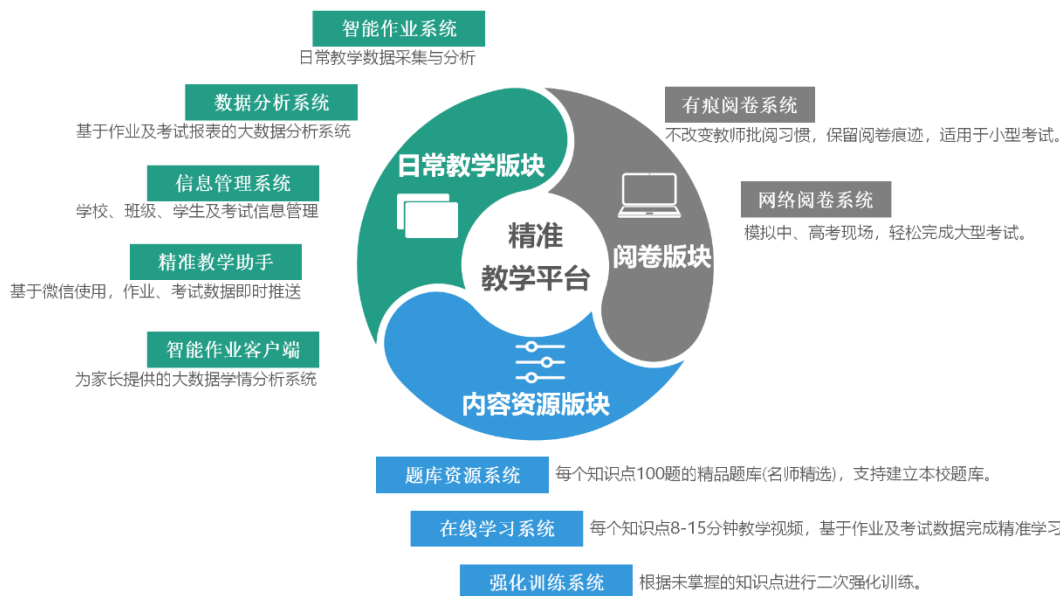 智能作业系统
日常教学数据采集与分析
数据分析系统
基于作业及考试报表的大数据分析系统
信息管理系统
学校、班级、学生及考试信息管理
精准教学助手
基于微信使用，作业、考试数据即时推送
智能作业客户端
为家长提供的大数据学情分析系统
日常教学版块
精准
教学平台
阅卷版块
内容资源版块
有痕阅卷系统
不改变教师批阅习惯，保留阅卷痕迹，适用于小型考试。
网络阅卷系统
模拟中、高考现场，轻松完成大型考试。
题库资源系统
每个知识点100题的精品题库(名师精选)，支持建立本校题库。
在线学习系统
每个知识点8-15分钟教学视频，基于作业及考试数据完成精准学习
强化训练系统
根据未掌握的知识点进行二次强化训练。